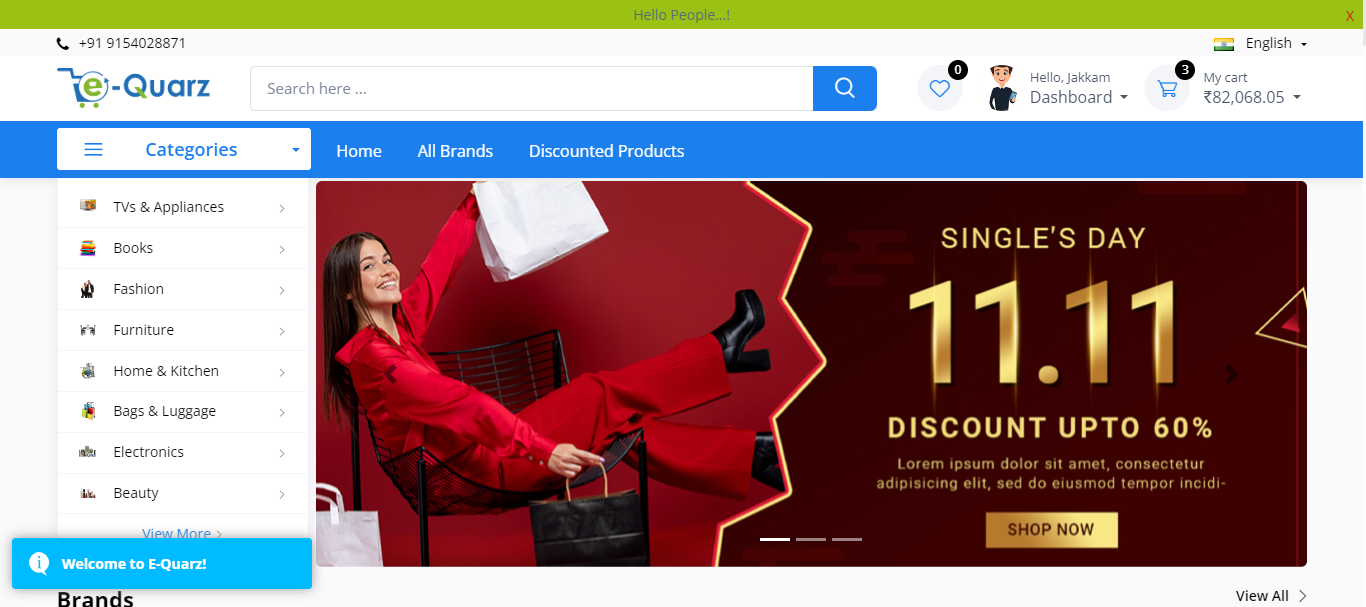 Hello People...!
X
+91 9154028871
English
e-Quarz
Search here ...
0
Hello, Jakkam
Dashboard
3
My cart
₹82,068.05
Categories
Home
All Brands
Discounted Products
TVs & Appliances
Books
Fashion
Furniture
Home & Kitchen
Bags & Luggage
Electronics
Beauty
View More
SINGLE'S DAY
11.11
DISCOUNT UPTO 60%
Lorem ipsum dolor sit amet, consectetur
adipisicing elit, sed do eiusmod tempor incidi-
SHOP NOW
Welcome to E-Quarz!
Brands
View All